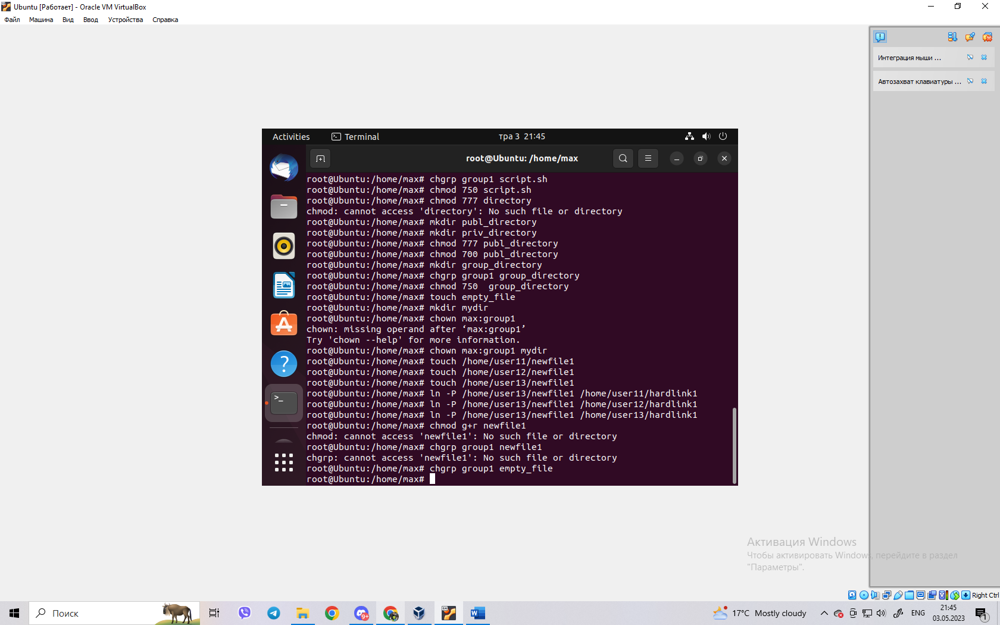 Ubuntu [Работает] - Oracle VM VirtualBox
Файл Машина Вид Ввод Устройства Справка
Интеграция мыши ...
Автозахват клавиатуры ...
Activities Terminal тра 3 21:45
root@Ubuntu: /home/max
root@Ubuntu:/home/max# chgrp group1 script.sh
root@Ubuntu:/home/max# chmod 750 script.sh
root@Ubuntu:/home/max# chmod 777 directory
chmod: cannot access 'directory': No such file or directory
root@Ubuntu:/home/max# mkdir publ_directory
root@Ubuntu:/home/max# mkdir priv_directory
root@Ubuntu:/home/max# chmod 777 publ_directory
root@Ubuntu:/home/max# chmod 700 publ_directory
root@Ubuntu:/home/max# mkdir group_directory
root@Ubuntu:/home/max# chgrp group1 group_directory
root@Ubuntu:/home/max# chmod 750  group_directory
root@Ubuntu:/home/max# touch empty_file
root@Ubuntu:/home/max# mkdir mydir
root@Ubuntu:/home/max# chown max:group1
chown: missing operand after ‘max:group1’
Try 'chown --help' for more information.
root@Ubuntu:/home/max# chown max:group1 mydir
root@Ubuntu:/home/max# touch /home/user11/newfile1
root@Ubuntu:/home/max# touch /home/user12/newfile1
root@Ubuntu:/home/max# touch /home/user13/newfile1
root@Ubuntu:/home/max# ln -P /home/user13/newfile1 /home/user11/hardlink1
root@Ubuntu:/home/max# ln -P /home/user13/newfile1 /home/user12/hardlink1
root@Ubuntu:/home/max# ln -P /home/user13/newfile1 /home/user13/hardlink1
root@Ubuntu:/home/max# chmod g+r newfile1
chmod: cannot access 'newfile1': No such file or directory
root@Ubuntu:/home/max# chgrp group1 newfile1
chgrp: cannot access 'newfile1': No such file or directory
root@Ubuntu:/home/max# chgrp group1 empty_file
root@Ubuntu:/home/max#
Активация Windows
Чтобы активировать Windows, перейдите в раздел
"Параметры".
Right Ctrl
Поиск
9+
64
17°C Mostly cloudy
ENG
21:45
03.05.2023
1